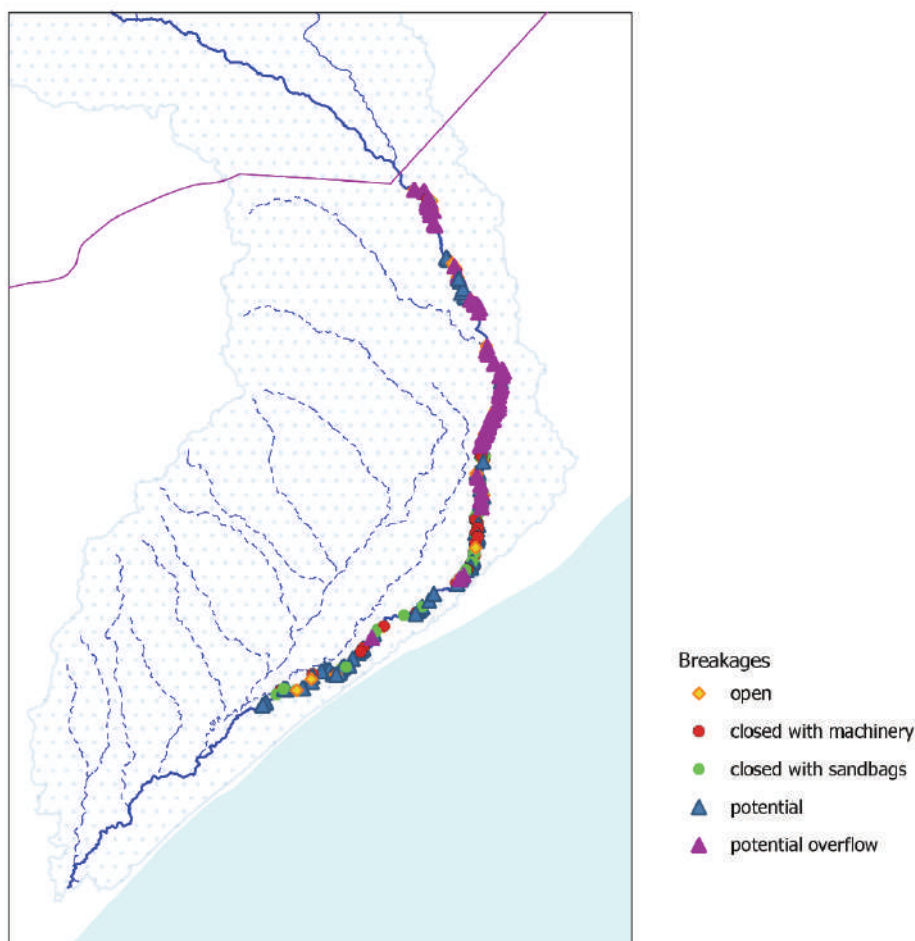 Breakages
open
closed with machinery
closed with sandbags
potential
potential overflow